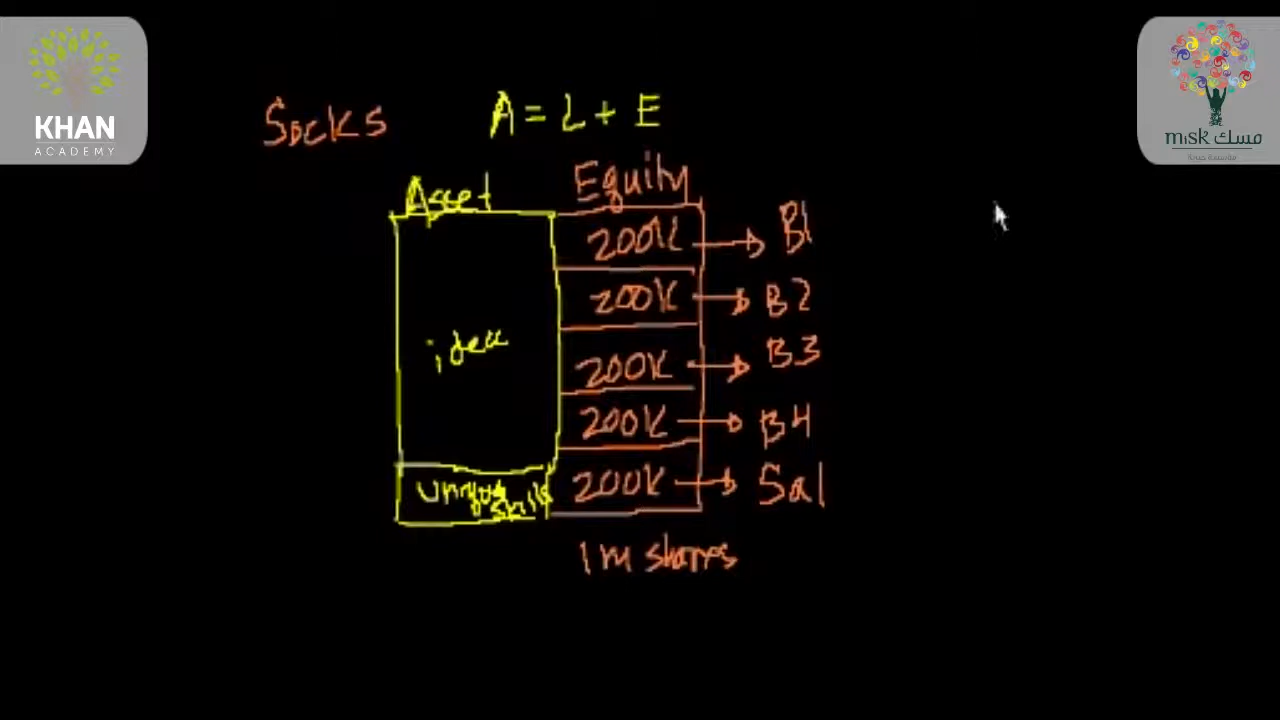 KHAN
ACADEMY
misk مسك
Socks
A = L + E
Asset
Equity
200K → B1
200K → B2
idea
200K → B3
200K → B4
200K → Sal
1m shares